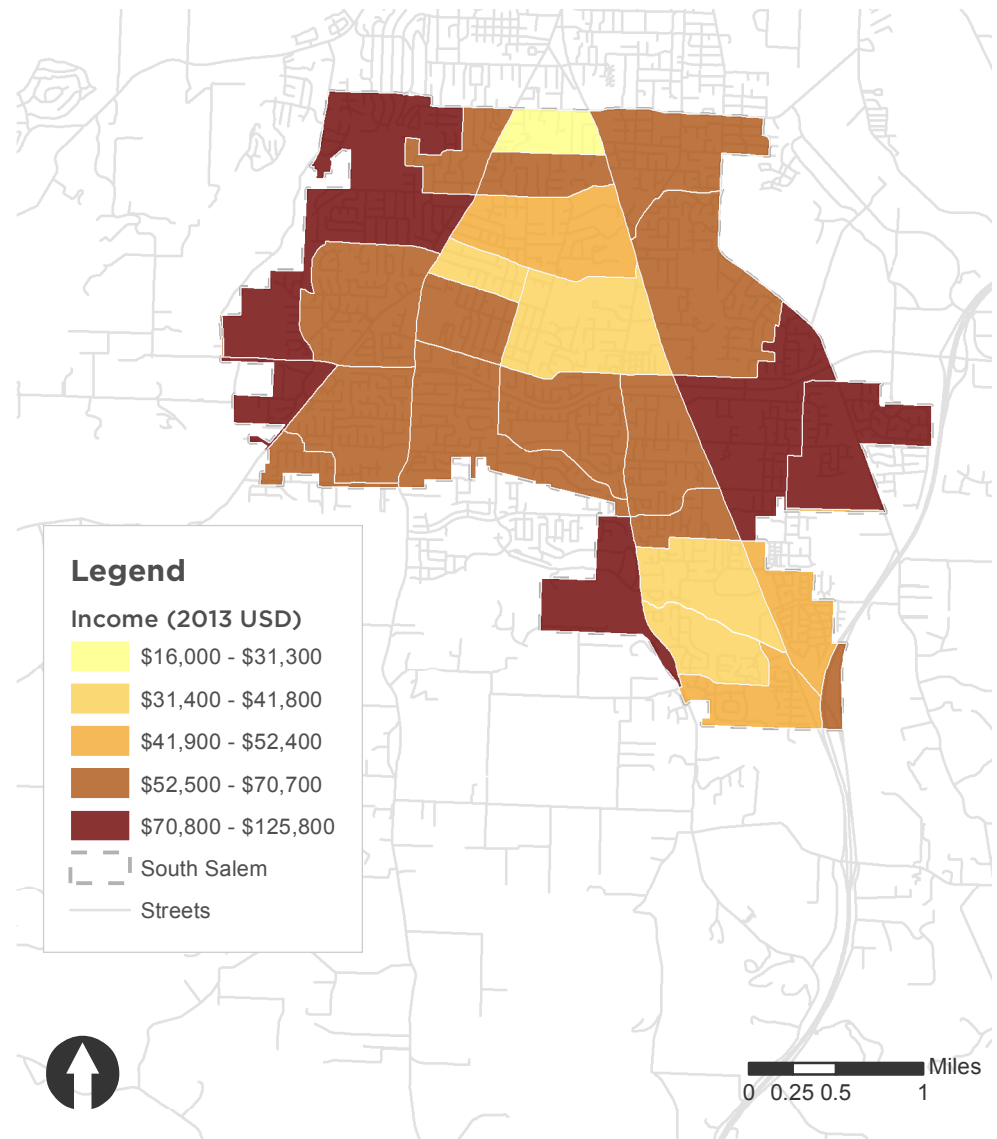 Legend
Income (2013 USD)
$16,000 - $31,300
$31,400 - $41,800
$41,900 - $52,400
$52,500 - $70,700
$70,800 - $125,800
South Salem
Streets
Miles
0 0.25 0.5 1